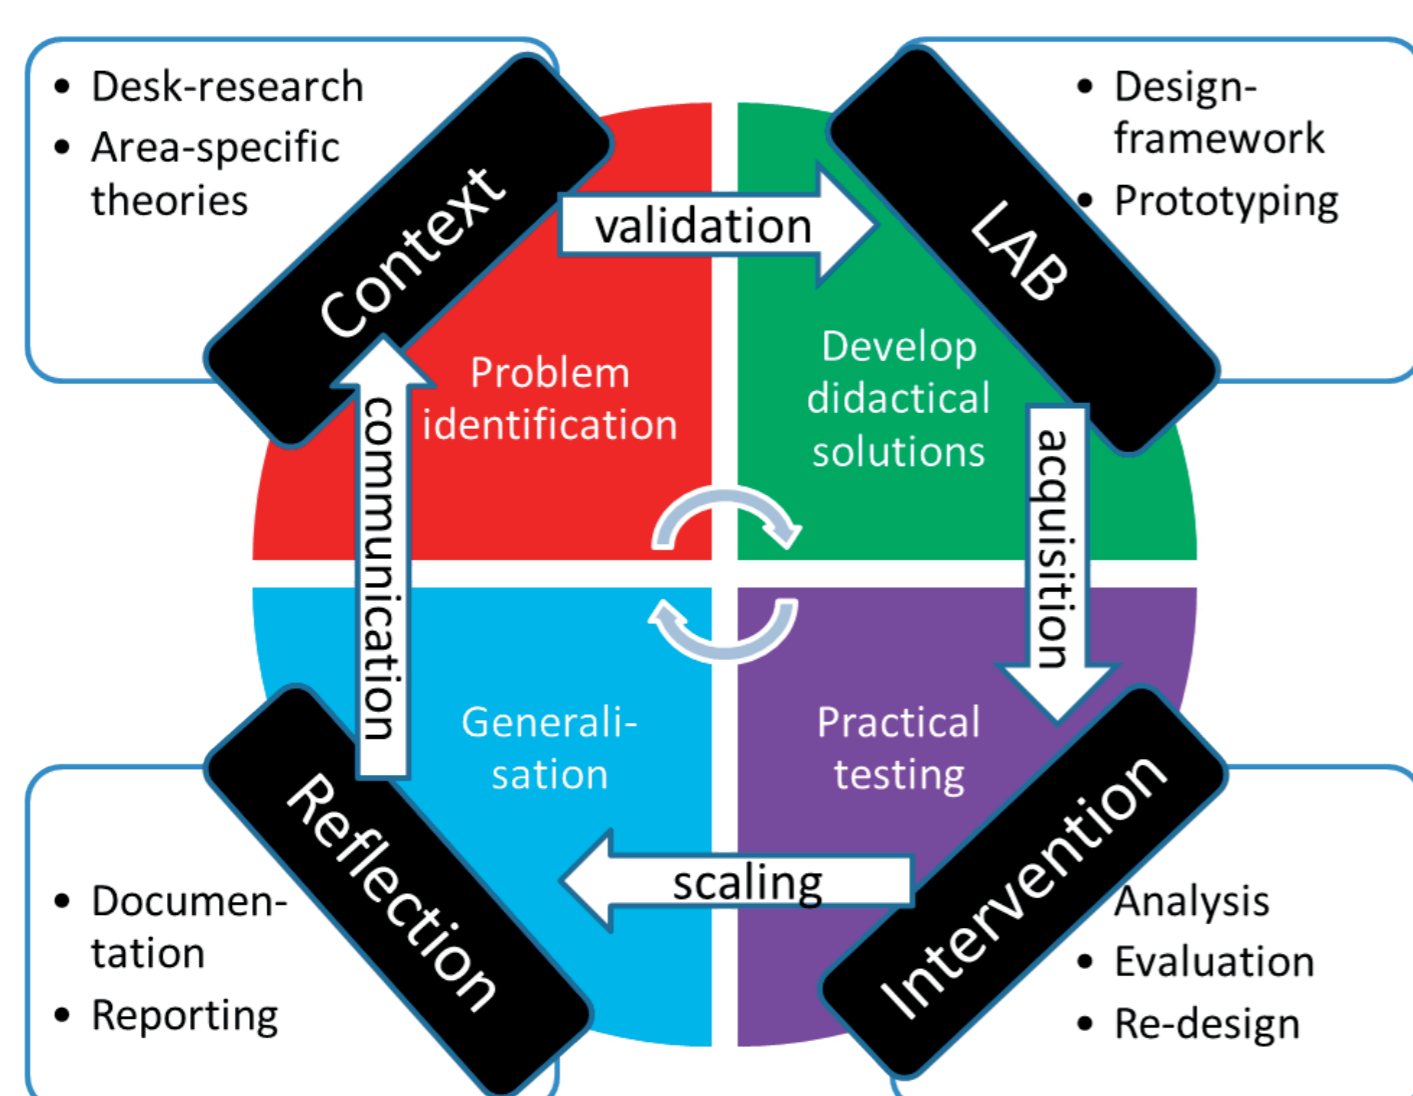 • Desk-research
• Area-specific
theories
Context
validation
LAB
• Design-
framework
• Prototyping
Problem
identification
Develop
didactical
solutions
communication
acquisition
Generali-
sation
Practical
testing
scaling
Reflection
Intervention
• Documen-
tation
• Reporting
Analysis
• Evaluation
• Re-design